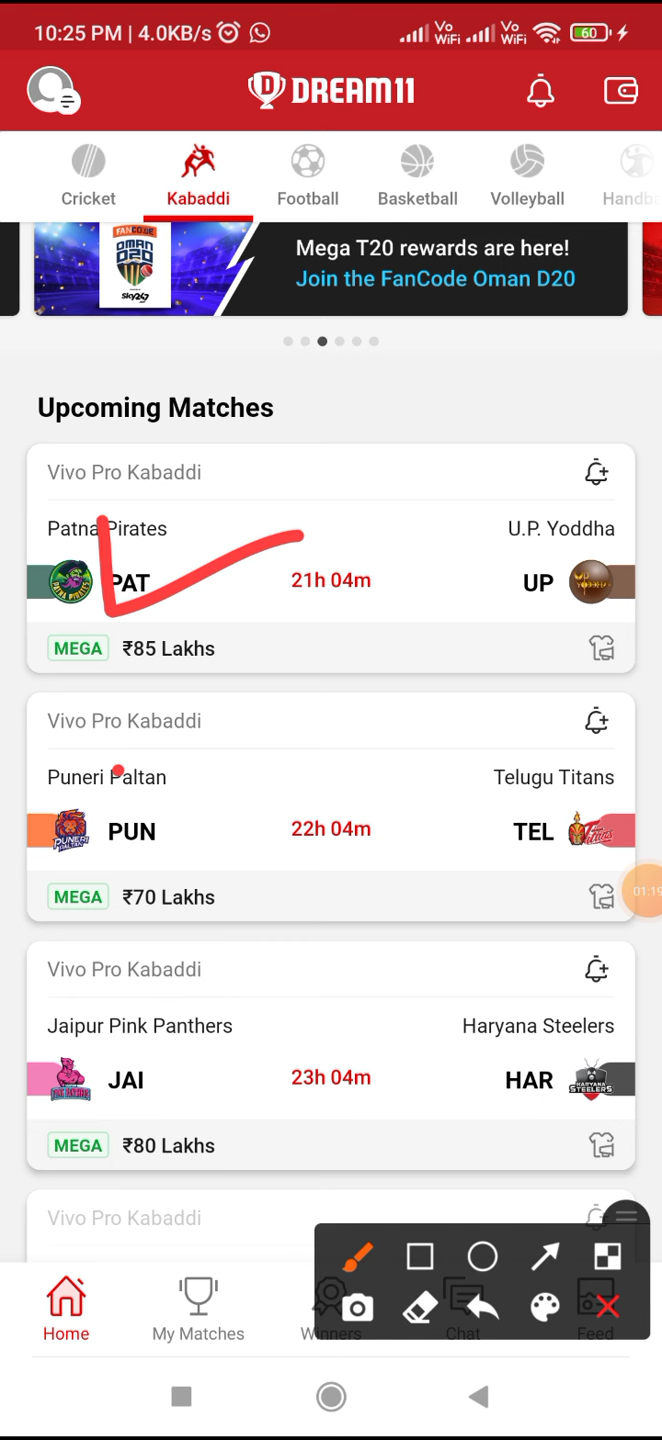 10:25 PM | 4.0KB/s Vo WiFi Vo WiFi 60
DREAM11
Cricket Kabaddi Football Basketball Volleyball Handb
FANCODE
OMAN
D20
sky247
Mega T20 rewards are here!
Join the FanCode Oman D20
Upcoming Matches
Vivo Pro Kabaddi
Patna Pirates U.P. Yoddha
PAT 21h 04m UP
MEGA ₹85 Lakhs
Vivo Pro Kabaddi
Puneri Paltan Telugu Titans
PUN 22h 04m TEL
MEGA ₹70 Lakhs
01:19
Vivo Pro Kabaddi
Jaipur Pink Panthers Haryana Steelers
JAI 23h 04m HAR
MEGA ₹80 Lakhs
Vivo Pro Kabaddi
Home My Matches Winners Chat Feed